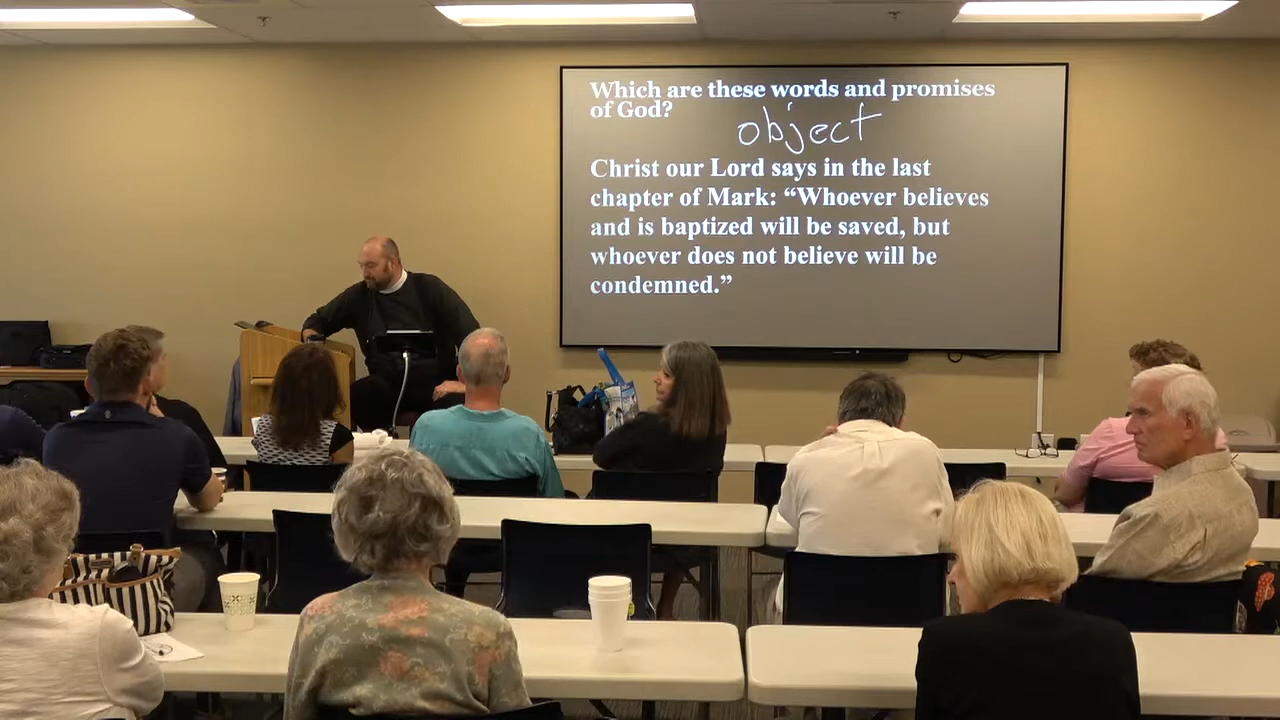 Which are these words and promises
of God?
object
Christ our Lord says in the last
chapter of Mark: “Whoever believes
and is baptized will be saved, but
whoever does not believe will be
condemned.”